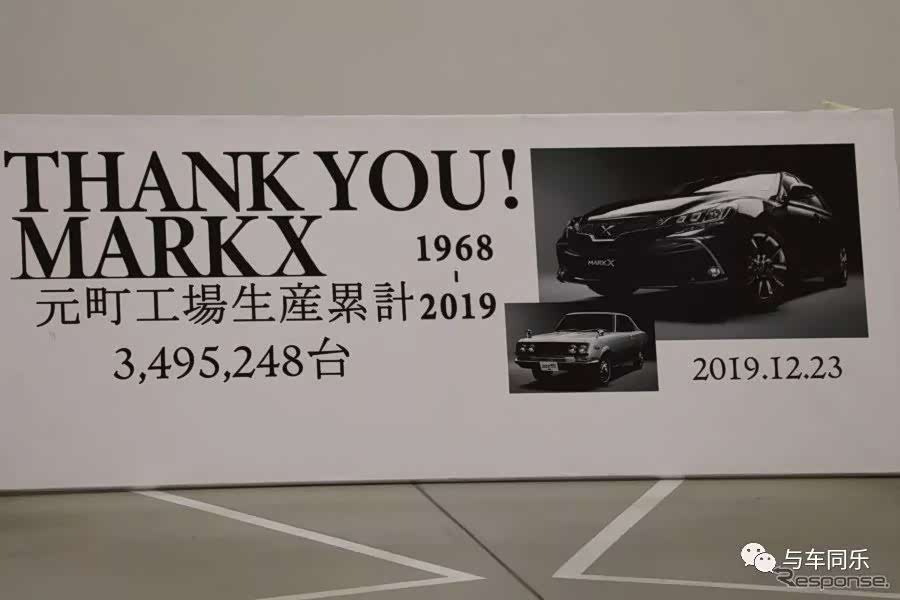 THANK YOU!
MARK X
1968
-
2019
元町工場生産累計
3,495,248台
MARKX
2019.12.23
与车同乐
Response.